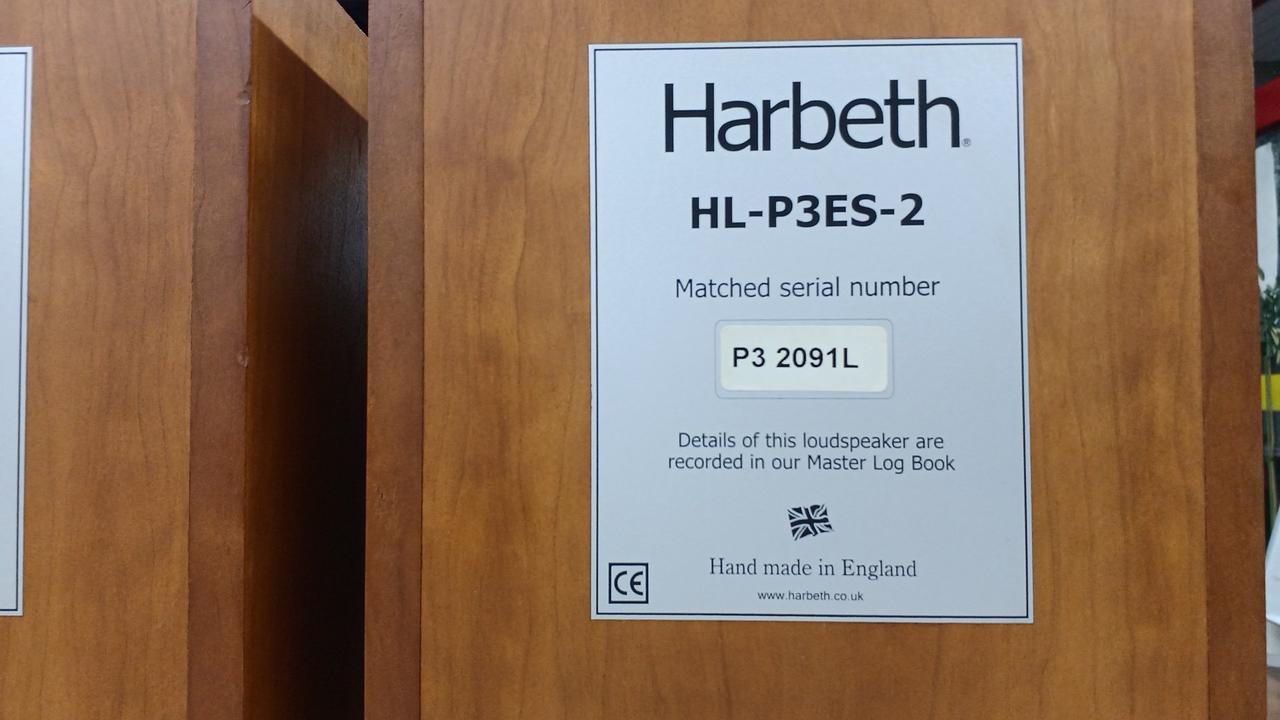 Harbeth®
HL-P3ES-2
Matched serial number
P3 2091L
Details of this loudspeaker are
recorded in our Master Log Book
Hand made in England
CE
www.harbeth.co.uk